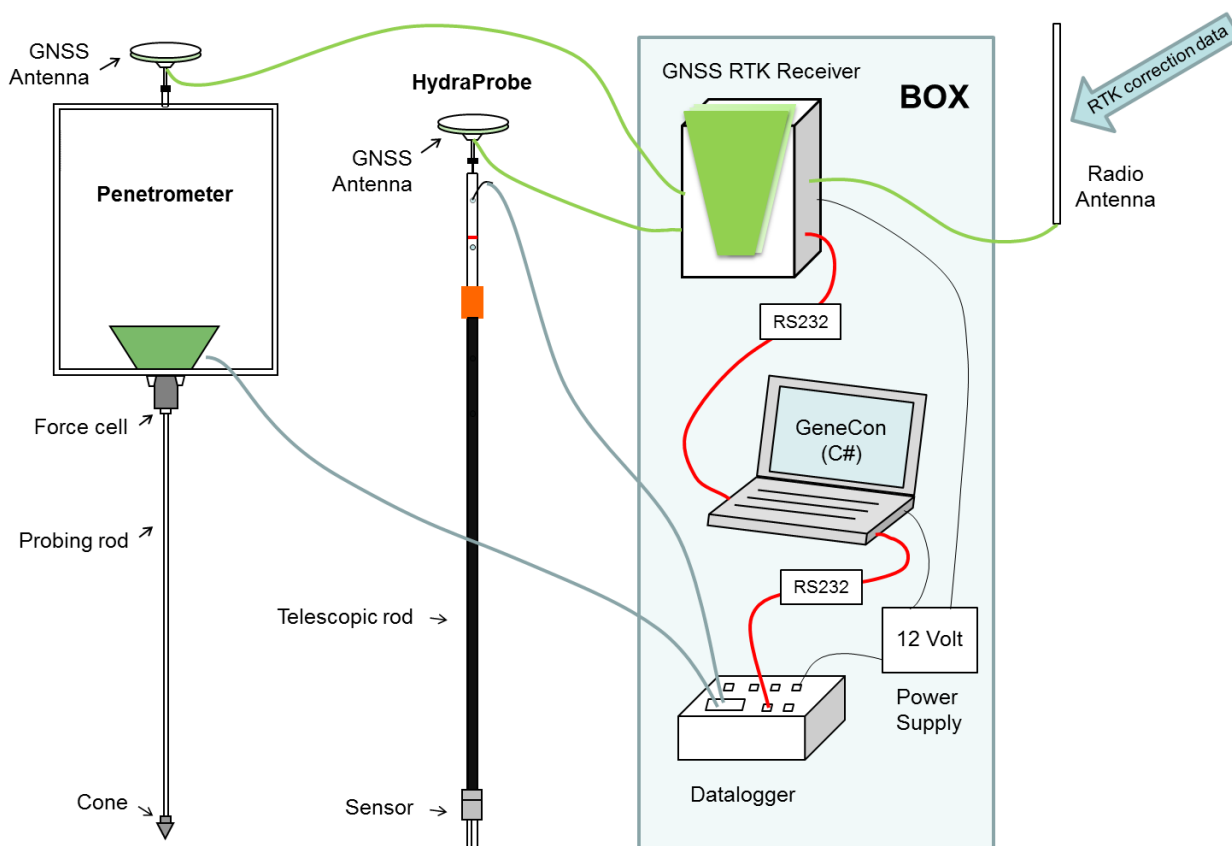 GNSS
Antenna
Penetrometer
Force cell
Probing rod
Cone
HydraProbe
GNSS
Antenna
Telescopic rod
Sensor
GNSS RTK Receiver
BOX
RS232
GeneCon
(C#)
RS232
12 Volt
Power
Supply
Datalogger
RTK correction data
Radio
Antenna